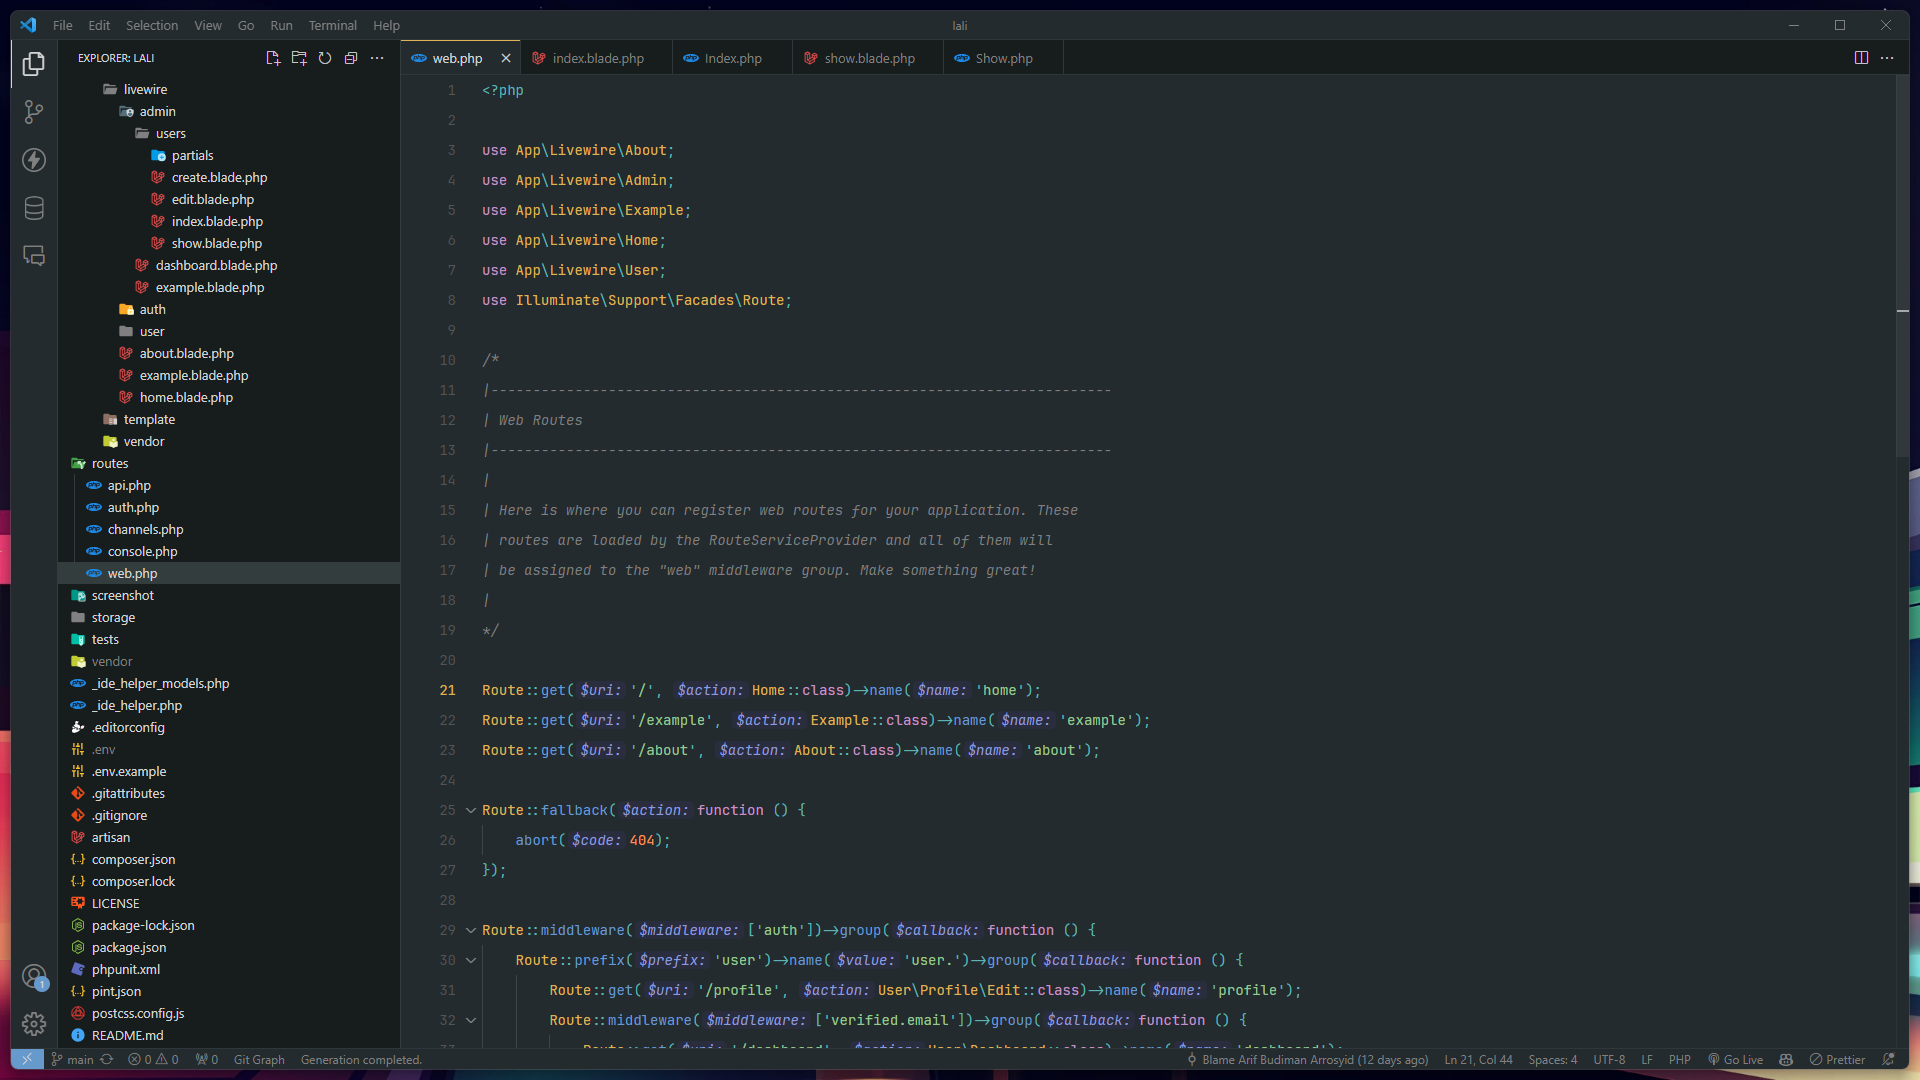 File Edit Selection View Go Run Terminal Help
lali
EXPLORER: LALI
livewire
admin
users
partials
create.blade.php
edit.blade.php
index.blade.php
show.blade.php
dashboard.blade.php
example.blade.php
auth
user
about.blade.php
example.blade.php
home.blade.php
template
vendor
routes
api.php
auth.php
channels.php
console.php
web.php
screenshot
storage
tests
vendor
_ide_helper_models.php
_ide_helper.php
.editorconfig
.env
.env.example
.gitattributes
.gitignore
artisan
composer.json
composer.lock
LICENSE
package-lock.json
package.json
phpunit.xml
pint.json
postcss.config.js
README.md
web.php index.blade.php Index.php show.blade.php Show.php
1 <?php
2
3 use App\Livewire\About;
4 use App\Livewire\Admin;
5 use App\Livewire\Example;
6 use App\Livewire\Home;
7 use App\Livewire\User;
8 use Illuminate\Support\Facades\Route;
9
10 /*
11 |--------------------------------------------------------------------------
12 | Web Routes
13 |--------------------------------------------------------------------------
14 |
15 | Here is where you can register web routes for your application. These
16 | routes are loaded by the RouteServiceProvider and all of them will
17 | be assigned to the "web" middleware group. Make something great!
18 |
19 */
20
21 Route::get($uri: '/', $action: Home::class)->name($name: 'home');
22 Route::get($uri: '/example', $action: Example::class)->name($name: 'example');
23 Route::get($uri: '/about', $action: About::class)->name($name: 'about');
24
25 Route::fallback($action: function () {
26 abort($code: 404);
27 });
28
29 Route::middleware($middleware: ['auth'])->group($callback: function () {
30 Route::prefix($prefix: 'user')->name($value: 'user.')->group($callback: function () {
31 Route::get($uri: '/profile', $action: User\Profile\Edit::class)->name($name: 'profile');
32 Route::middleware($middleware: ['verified.email'])->group($callback: function () {
33 Route::get($uri: '/dashboard', $action: User\Dashboard::class)->name($name: 'dashboard');
1
main 0 0 0 Git Graph Generation completed. Blame Arif Budiman Arrosyid (12 days ago) Ln 21, Col 44 Spaces: 4 UTF-8 LF PHP Go Live Prettier